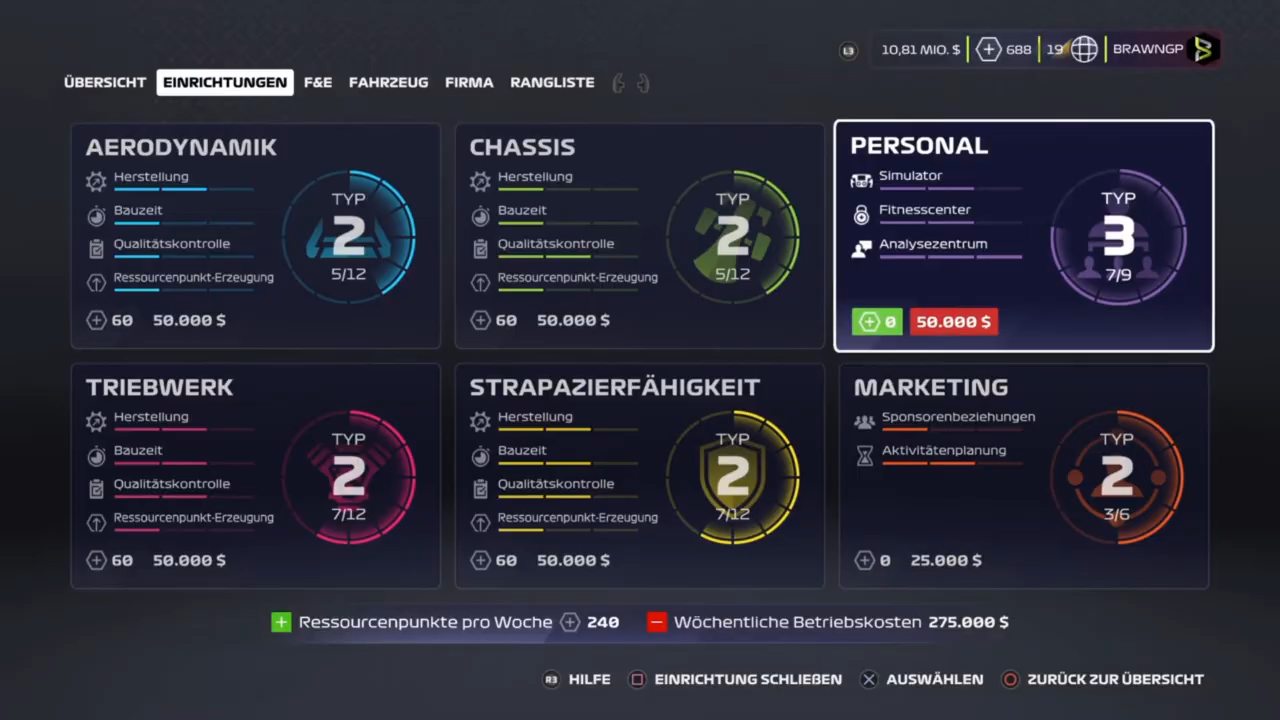 L3 10,81 MIO. $ 688 19 BRAWNGP
ÜBERSICHT EINRICHTUNGEN F&E FAHRZEUG FIRMA RANGLISTE
AERODYNAMIK
Herstellung
Bauzeit
Qualitätskontrolle
Ressourcenpunkt-Erzeugung
TYP
2
5/12
60 50.000 $
CHASSIS
Herstellung
Bauzeit
Qualitätskontrolle
Ressourcenpunkt-Erzeugung
TYP
2
5/12
60 50.000 $
PERSONAL
Simulator
Fitnesscenter
Analysezentrum
TYP
3
7/9
0 50.000 $
TRIEBWERK
Herstellung
Bauzeit
Qualitätskontrolle
Ressourcenpunkt-Erzeugung
TYP
2
7/12
60 50.000 $
STRAPAZIERFÄHIGKEIT
Herstellung
Bauzeit
Qualitätskontrolle
Ressourcenpunkt-Erzeugung
TYP
2
7/12
60 50.000 $
MARKETING
Sponsorenbeziehungen
Aktivitätenplanung
TYP
2
3/6
0 25.000 $
+ Ressourcenpunkte pro Woche 240 − Wöchentliche Betriebskosten 275.000 $
R3 HILFE EINRICHTUNG SCHLIEßEN AUSWÄHLEN ZURÜCK ZUR ÜBERSICHT